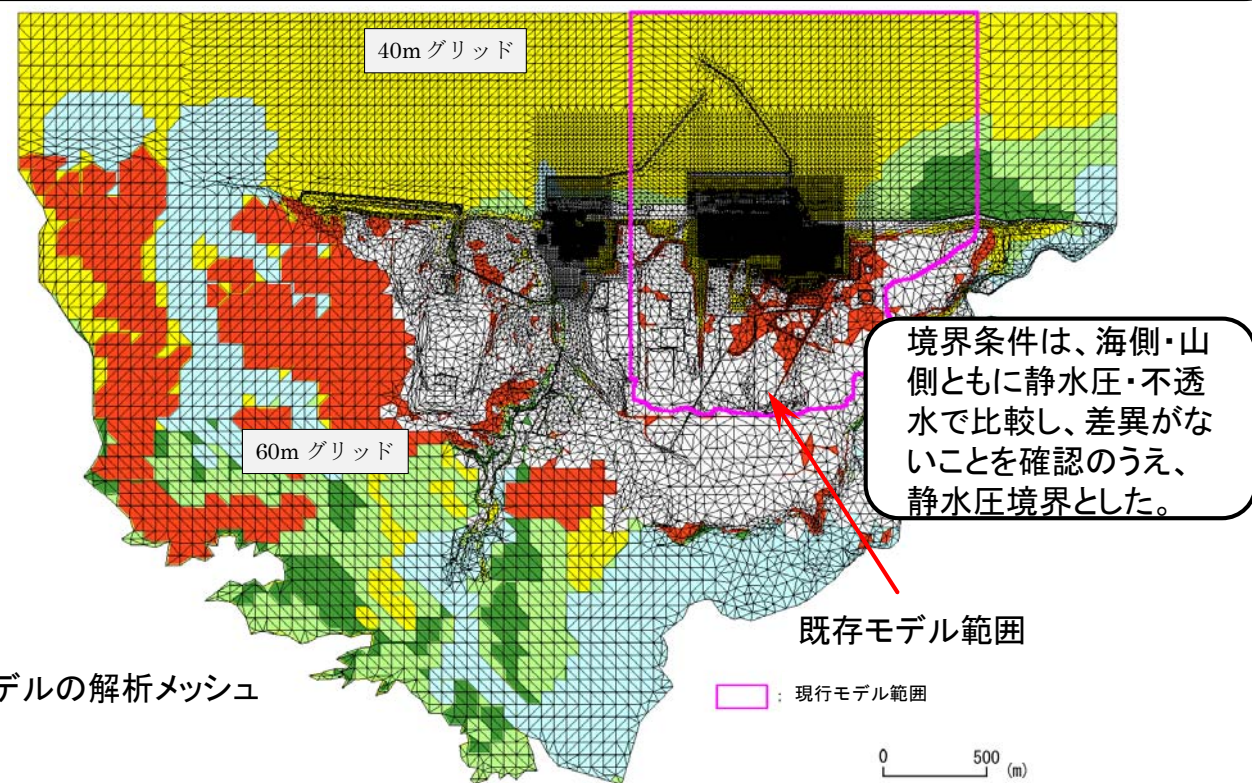 40m グリッド
境界条件は、海側・山
側ともに静水圧・不透
水で比較し、差異がな
いことを確認のうえ、
静水圧境界とした。
60m グリッド
既存モデル範囲
デルの解析メッシュ
: 現行モデル範囲
0 500 (m)